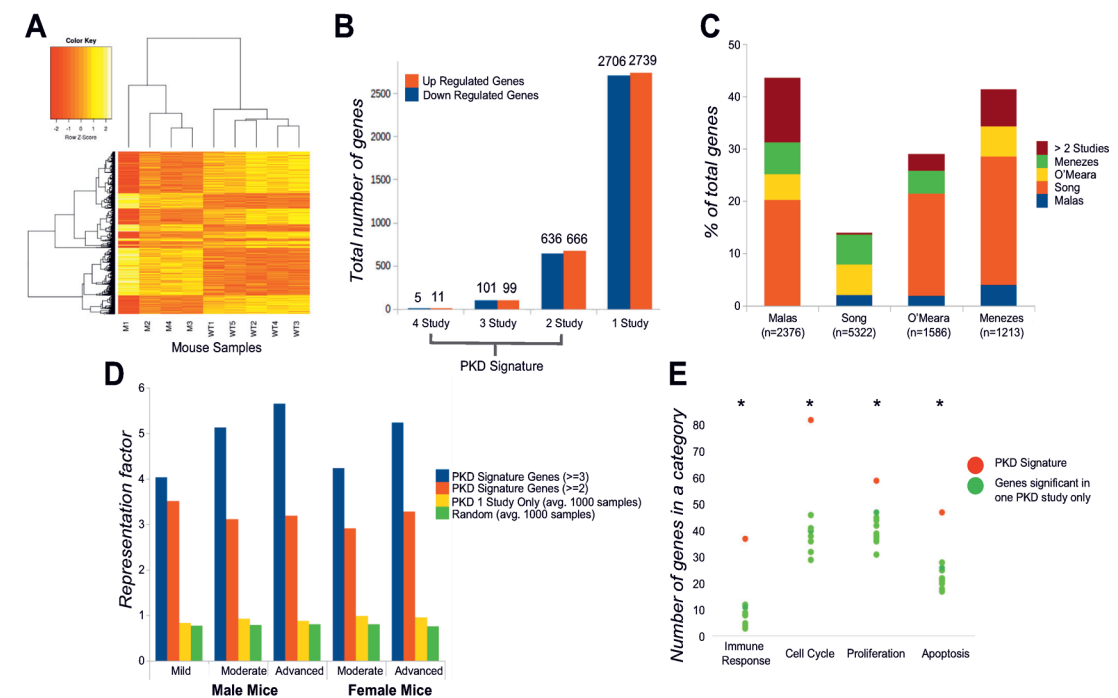 A
Color Key
-2 -1 0 1 2
Row Z-Score
M1 M2 M4 M3 WT1 WT5 WT2 WT4 WT3
Mouse Samples
B
Total number of genes
2500
2000
1500
1000
500
0
Up Regulated Genes
Down Regulated Genes
5 11
101 99
636 666
2706 2739
4 Study 3 Study 2 Study 1 Study
PKD Signature
C
% of total genes
50
40
30
20
10
0
> 2 Studies
Menezes
O'Meara
Song
Malas
Malas Song O'Meara Menezes
(n=2376) (n=5322) (n=1586) (n=1213)
D
Representation factor
6
5
4
3
2
1
0
PKD Signature Genes (>=3)
PKD Signature Genes (>=2)
PKD 1 Study Only (avg. 1000 samples)
Random (avg. 1000 samples)
Mild Moderate Advanced Moderate Advanced
Male Mice Female Mice
E
Number of genes in a category
80
70
60
50
40
30
20
10
0
* * * *
PKD Signature
Genes significant in
one PKD study only
Immune Cell Cycle Proliferation Apoptosis
Response